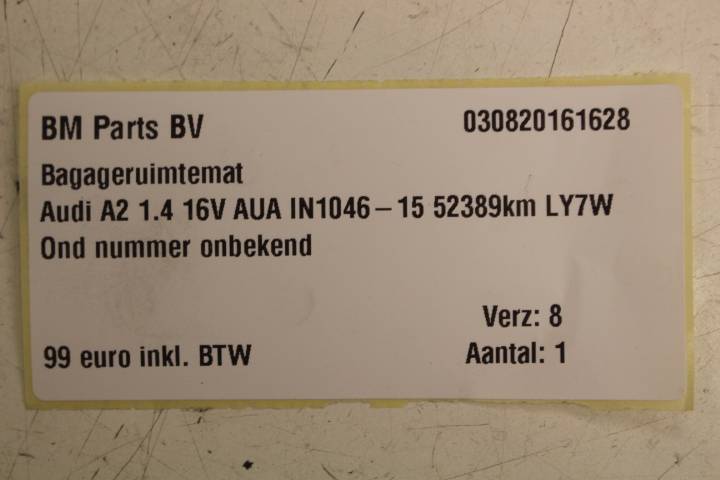 BM Parts BV 030820161628
Bagageruimtemat
Audi A2 1.4 16V AUA IN1046-15 52389km LY7W
Ond nummer onbekend
Verz: 8
99 euro inkl. BTW Aantal: 1